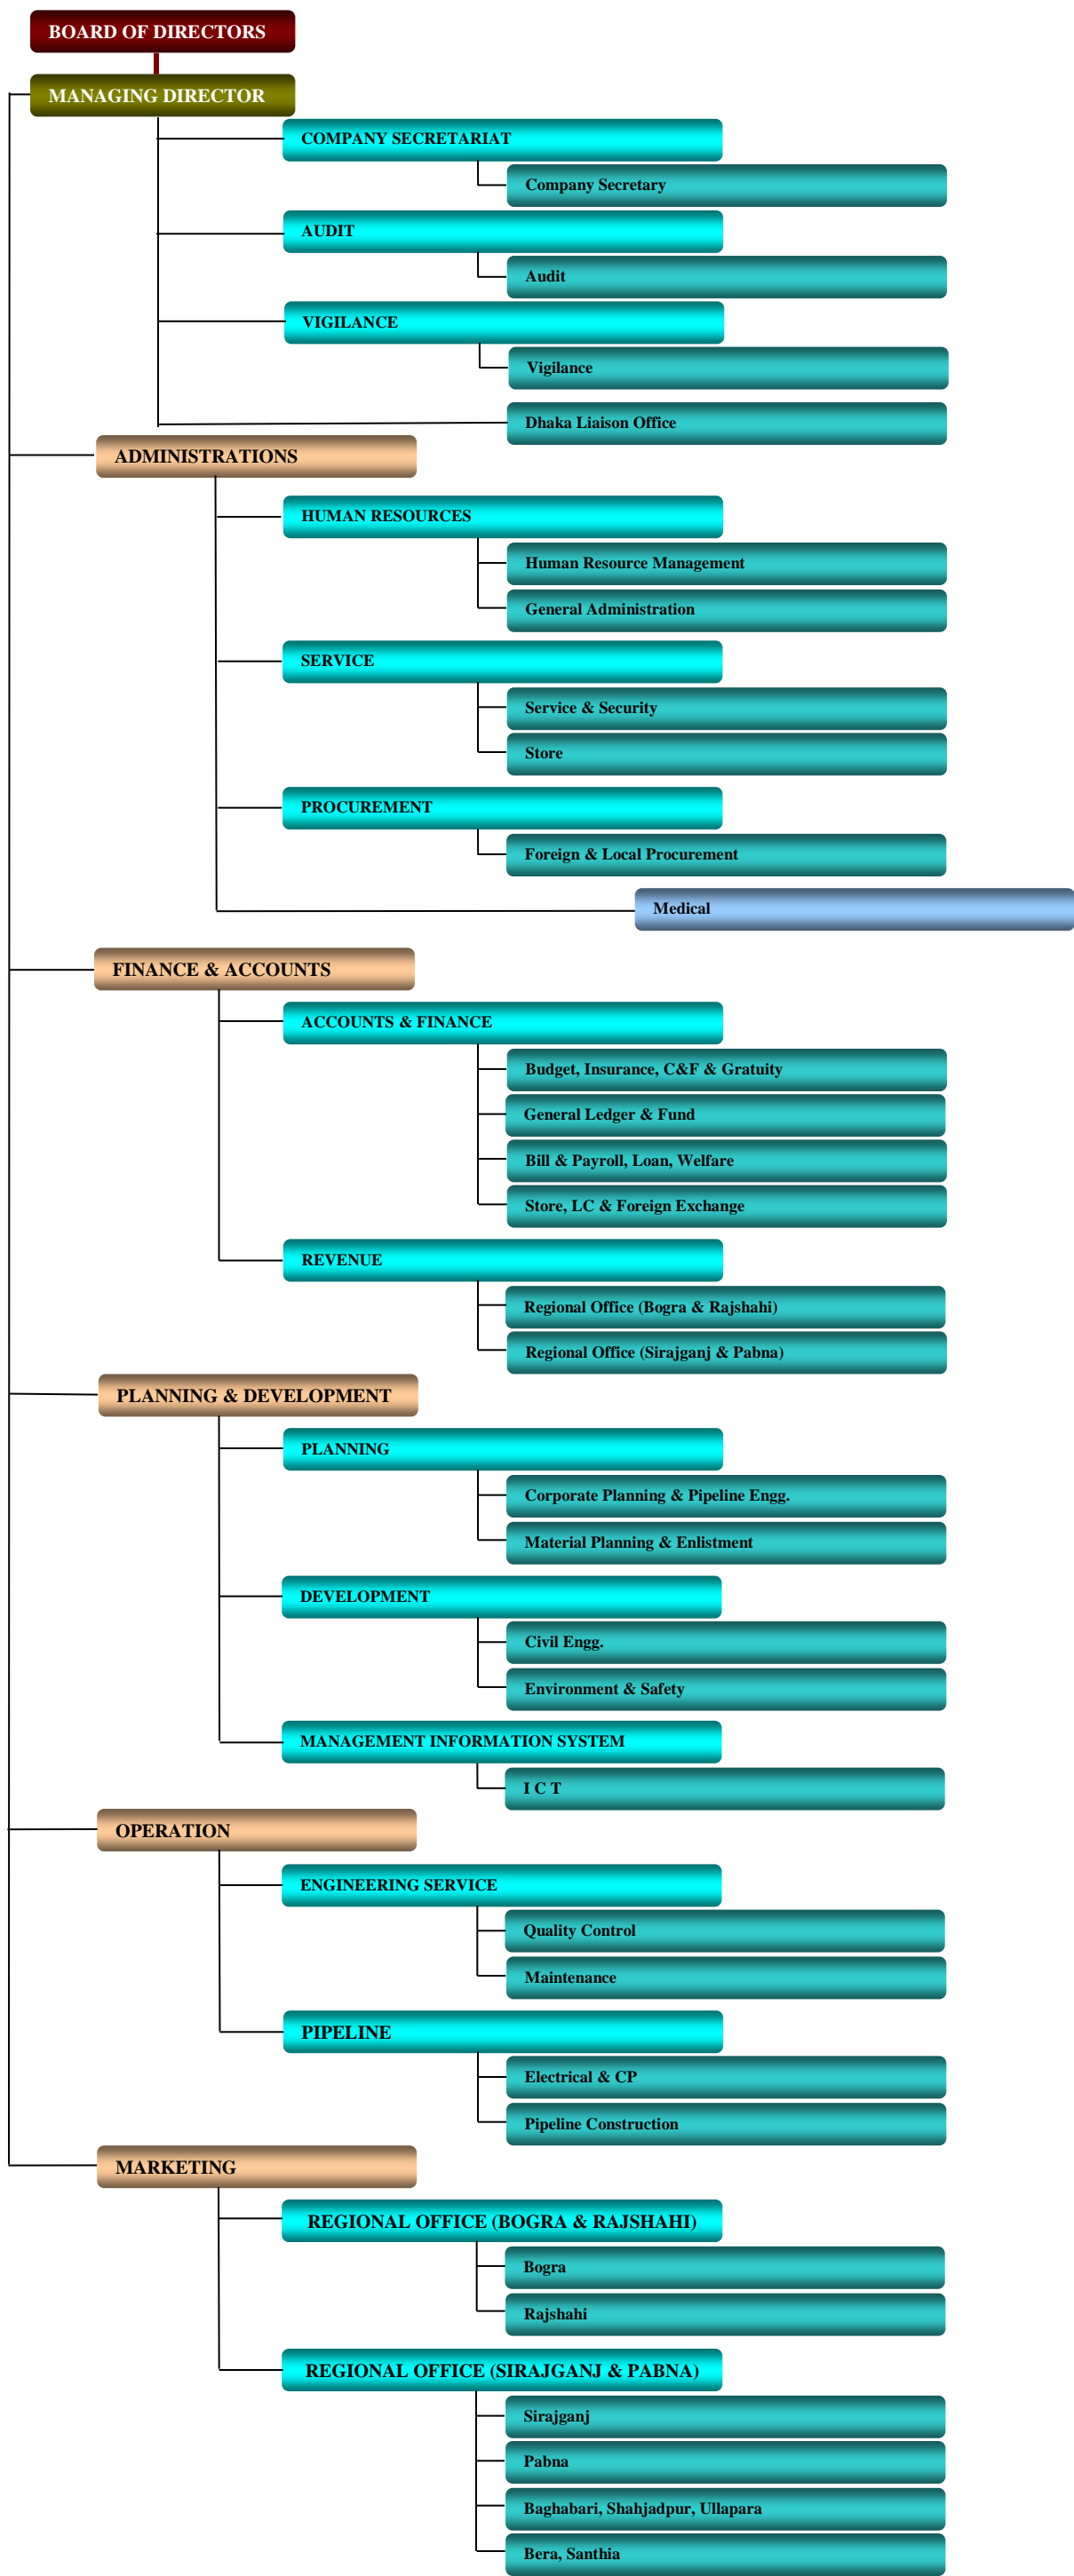 BOARD OF DIRECTORS
MANAGING DIRECTOR
COMPANY SECRETARIAT
Company Secretary
AUDIT
Audit
VIGILANCE
Vigilance
Dhaka Liaison Office
ADMINISTRATIONS
HUMAN RESOURCES
Human Resource Management
General Administration
SERVICE
Service & Security
Store
PROCUREMENT
Foreign & Local Procurement
Medical
FINANCE & ACCOUNTS
ACCOUNTS & FINANCE
Budget, Insurance, C&F & Gratuity
General Ledger & Fund
Bill & Payroll, Loan, Welfare
Store, LC & Foreign Exchange
REVENUE
Regional Office (Bogra & Rajshahi)
Regional Office (Sirajganj & Pabna)
PLANNING & DEVELOPMENT
PLANNING
Corporate Planning & Pipeline Engg.
Material Planning & Enlistment
DEVELOPMENT
Civil Engg.
Environment & Safety
MANAGEMENT INFORMATION SYSTEM
I C T
OPERATION
ENGINEERING SERVICE
Quality Control
Maintenance
PIPELINE
Electrical & CP
Pipeline Construction
MARKETING
REGIONAL OFFICE (BOGRA & RAJSHAHI)
Bogra
Rajshahi
REGIONAL OFFICE (SIRAJGANJ & PABNA)
Sirajganj
Pabna
Baghabari, Shahjadpur, Ullapara
Bera, Santhia